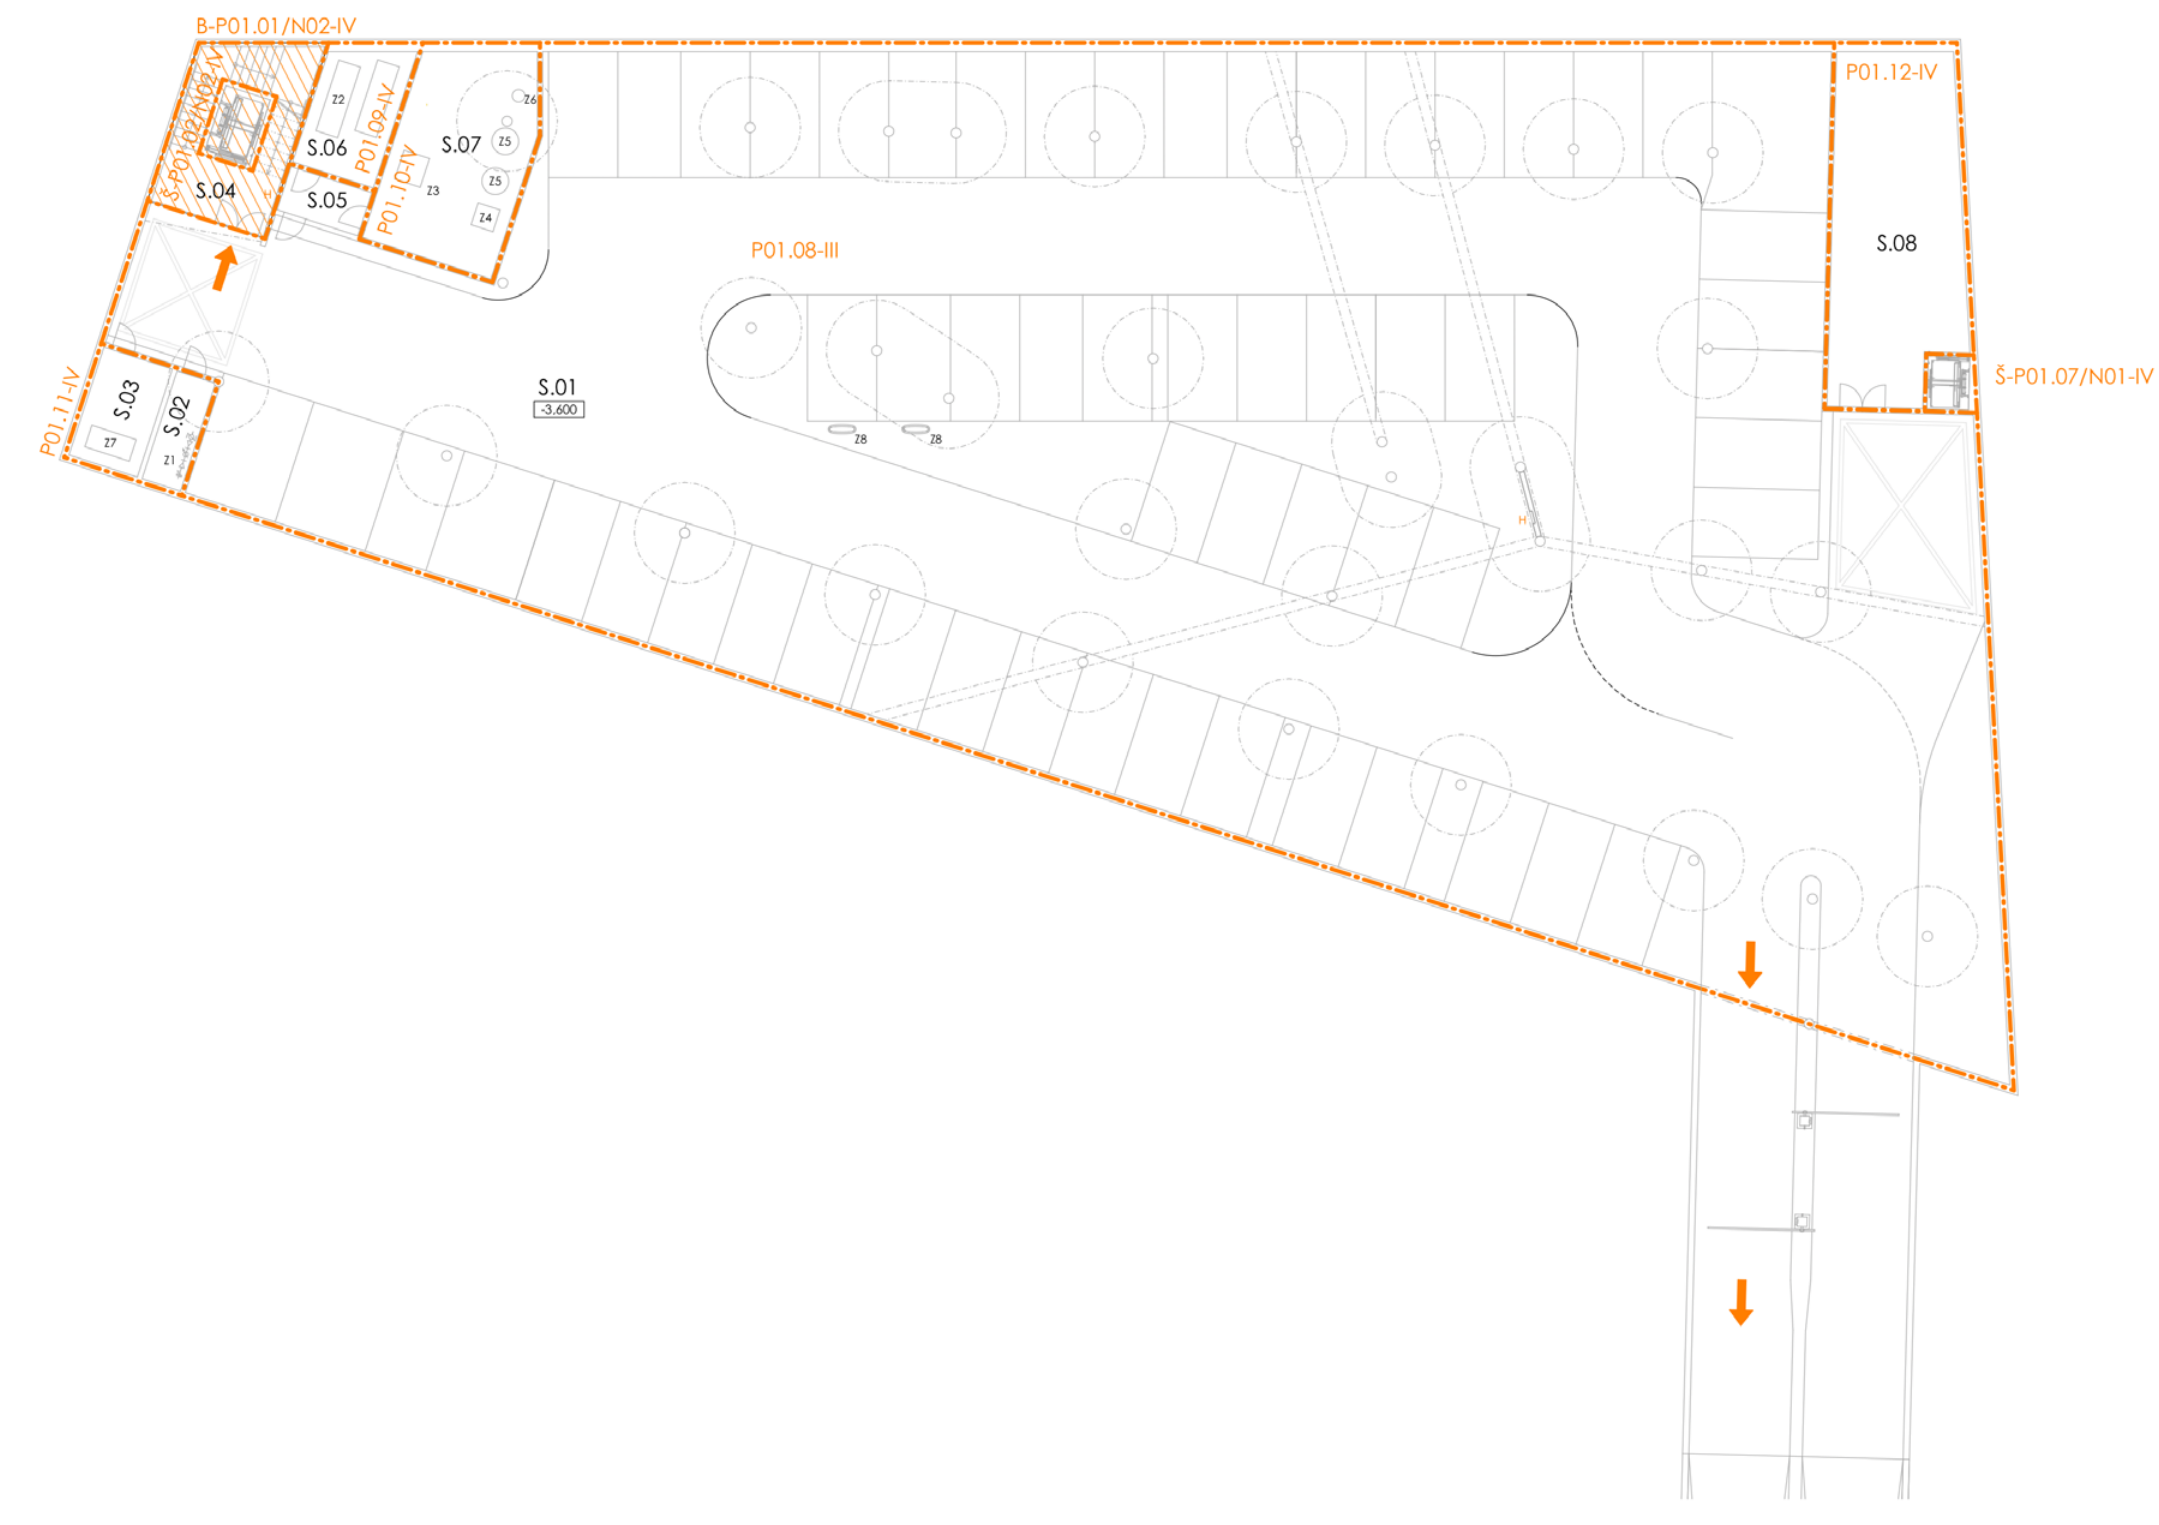 B-P01.01/N02-IV
P01.12-IV
Š-P01.02/N02-IV
Z2
P01.09-IV
Z6
S.06
S.07
Z5
S.04
H
S.05
P01.10-IV
Z3
Z5
Z4
P01.08-III
S.08
P01.11-IV
S.03
S.02
S.01
-3.600
Š-P01.07/N01-IV
Z7
Z1
Z8
Z8
H